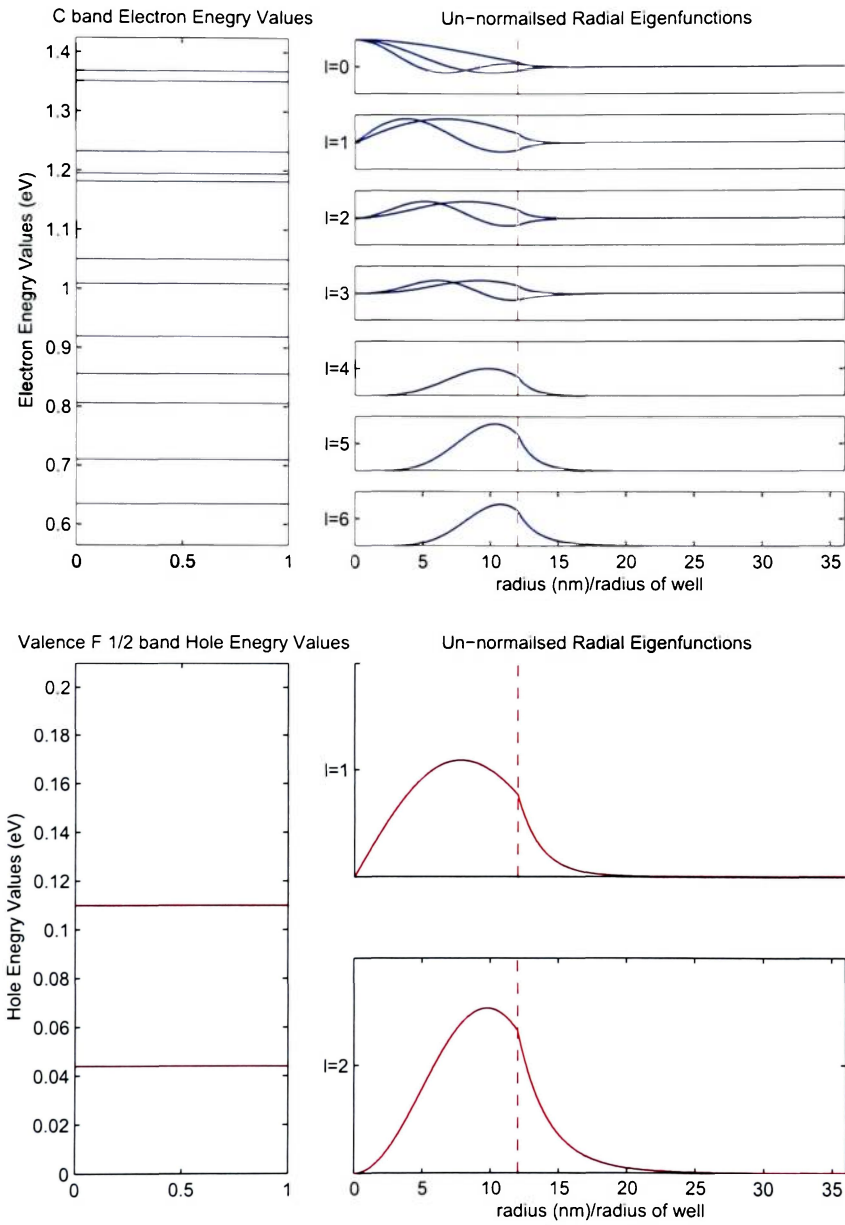 C band Electron Enegry Values
Un-normailsed Radial Eigenfunctions
Electron Enegry Values (eV)
1.4
1.3
1.2
1.1
1
0.9
0.8
0.7
0.6
0
0.5
1
l=0
l=1
l=2
l=3
l=4
l=5
l=6
0
5
10
15
20
25
30
35
radius (nm)/radius of well
Valence F 1/2 band Hole Enegry Values
Un-normailsed Radial Eigenfunctions
Hole Enegry Values (eV)
0.2
0.18
0.16
0.14
0.12
0.1
0.08
0.06
0.04
0.02
0
0
0.5
1
l=1
l=2
0
5
10
15
20
25
30
35
radius (nm)/radius of well